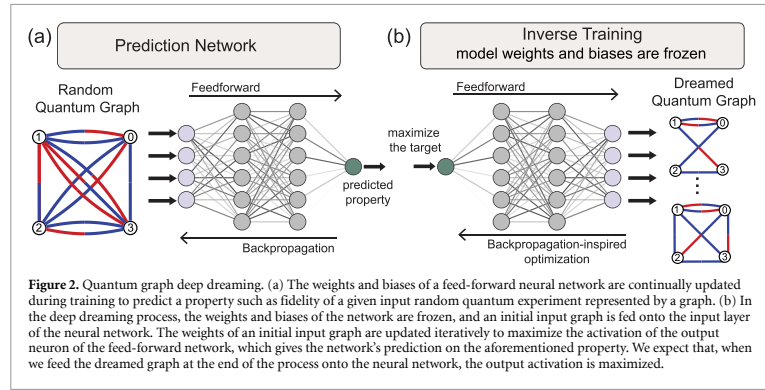 (a)
Prediction Network
(b)
Inverse Training
model weights and biases are frozen
Random
Quantum Graph
Feedforward
1
0
2
3
predicted
property
Backpropagation
maximize
the target
Feedforward
Backpropagation-inspired
optimization
Dreamed
Quantum Graph
1
0
2
3
1
0
2
3
Figure 2. Quantum graph deep dreaming. (a) The weights and biases of a feed-forward neural network are continually updated
during training to predict a property such as fidelity of a given input random quantum experiment represented by a graph. (b) In
the deep dreaming process, the weights and biases of the network are frozen, and an initial input graph is fed onto the input layer
of the neural network. The weights of an initial input graph are updated iteratively to maximize the activation of the output
neuron of the feed-forward network, which gives the network's prediction on the aforementioned property. We expect that, when
we feed the dreamed graph at the end of the process onto the neural network, the output activation is maximized.